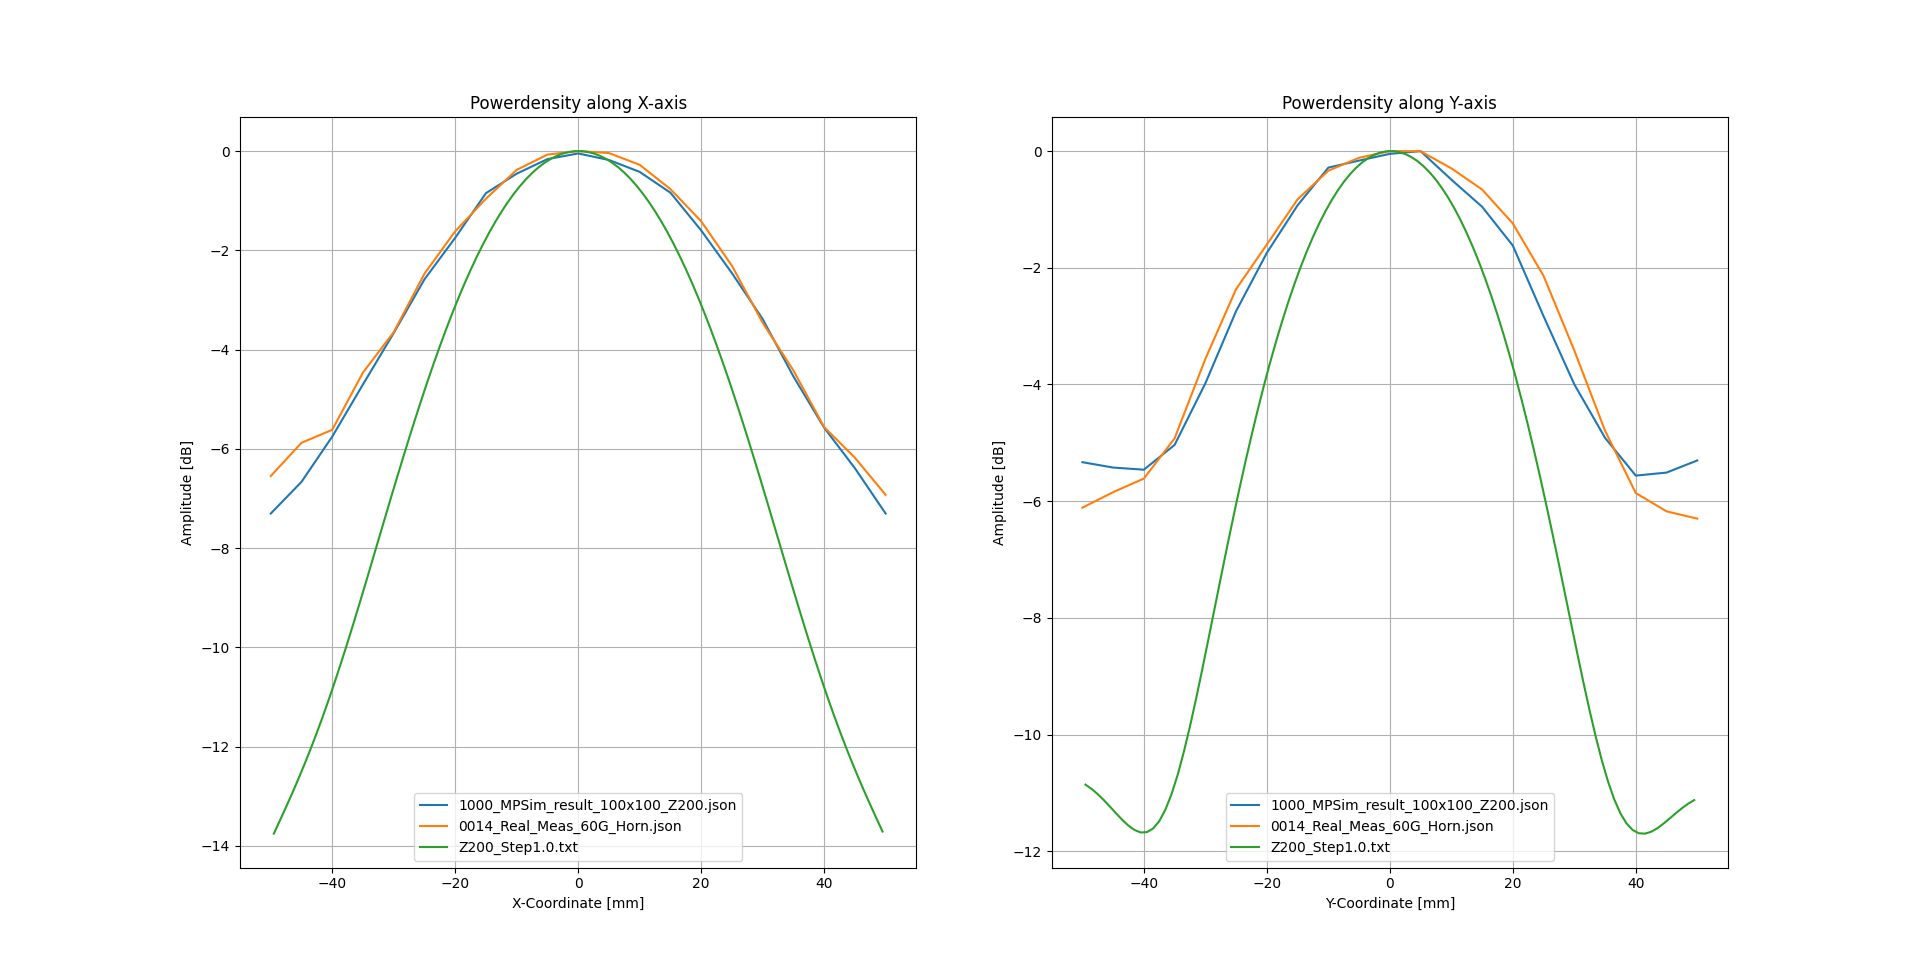 Powerdensity along X-axis
0
−2
−4
−6
−8
−10
−12
−14
Amplitude [dB]
1000_MPSim_result_100x100_Z200.json
0014_Real_Meas_60G_Horn.json
Z200_Step1.0.txt
−40 −20 0 20 40
X-Coordinate [mm]
Powerdensity along Y-axis
0
−2
−4
−6
−8
−10
−12
Amplitude [dB]
1000_MPSim_result_100x100_Z200.json
0014_Real_Meas_60G_Horn.json
Z200_Step1.0.txt
−40 −20 0 20 40
Y-Coordinate [mm]